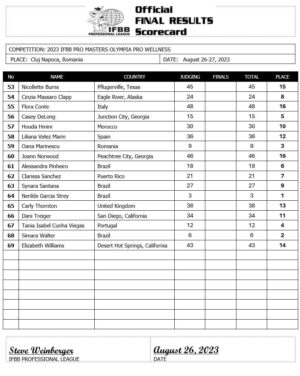 Official
FINAL RESULTS
Scorecard
IFBB
PROFESSIONAL LEAGUE
COMPETITION: 2023 IFBB PRO MASTERS OLYMPIA PRO WELLNESS
PLACE: Cluj Napoca, Romania DATE: August 26-27, 2023
No NAME COUNTRY JUDGING FINALS TOTAL PLACE
53 Nicollette Burns Pflugerville, Texas 45 45 15
54 Cinzia Massaro Clapp Eagle River, Alaska 24 24 8
55 Flora Conte Italy 48 48 16
56 Casey DeLong Junction City, Georgia 15 15 5
57 Houda Hinini Morocco 30 30 10
58 Liliana Velez Marin Spain 36 36 12
59 Oana Marinescu Romania 9 9 3
60 Joann Norwood Peachtree City, Georgia 46 46 16
61 Alessandra Pinheiro Brazil 18 18 6
62 Clarissa Sanchez Puerto Rico 21 21 7
63 Synara Santana Brazil 27 27 9
64 Nerilde Garcia Strey Brazil 3 3 1
65 Carly Thornton United Kingdom 38 38 13
66 Dani Treiger San Diego, California 34 34 11
67 Tania Isabel Cunha Viegas Portugal 12 12 4
68 Simara Walter Brazil 6 6 2
69 Elizabeth Williams Desert Hot Springs, California 43 43 14
Steve Weinberger August 26, 2023
IFBB PROFESSIONAL LEAGUE DATE